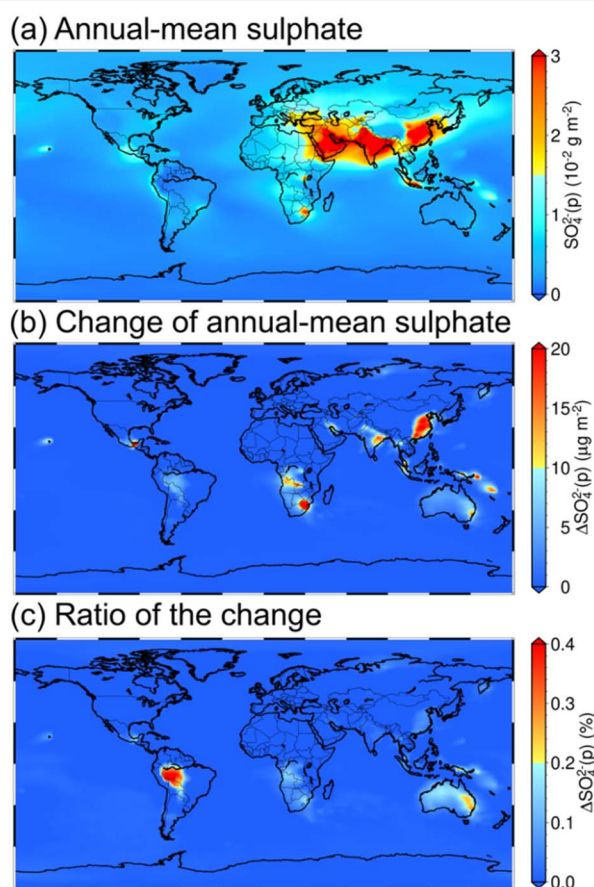 (a) Annual-mean sulphate
3
2
1
0
SO₄²⁻(p) (10⁻² g m⁻²)
(b) Change of annual-mean sulphate
20
15
10
5
0
ΔSO₄²⁻(p) (μg m⁻²)
(c) Ratio of the change
0.4
0.3
0.2
0.1
0.0
ΔSO₄²⁻(p) (%)